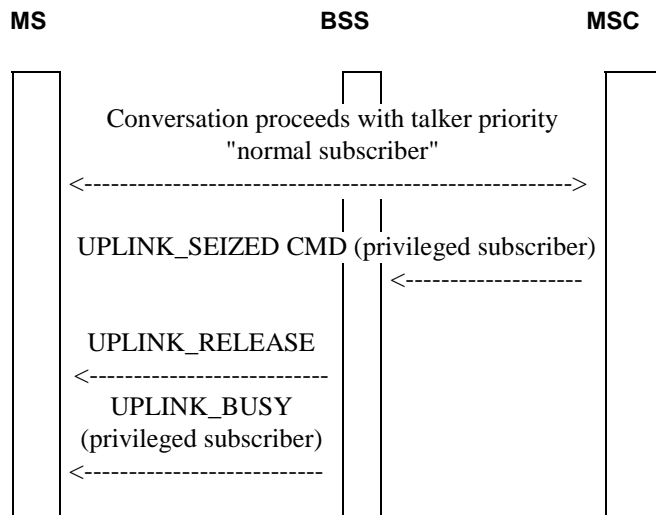 MS BSS MSC
Conversation proceeds with talker priority
"normal subscriber"
<------------------------------------------------------->
UPLINK_SEIZED CMD (privileged subscriber)
<--------------------
UPLINK_RELEASE
<---------------------------
UPLINK_BUSY
(privileged subscriber)
<---------------------------